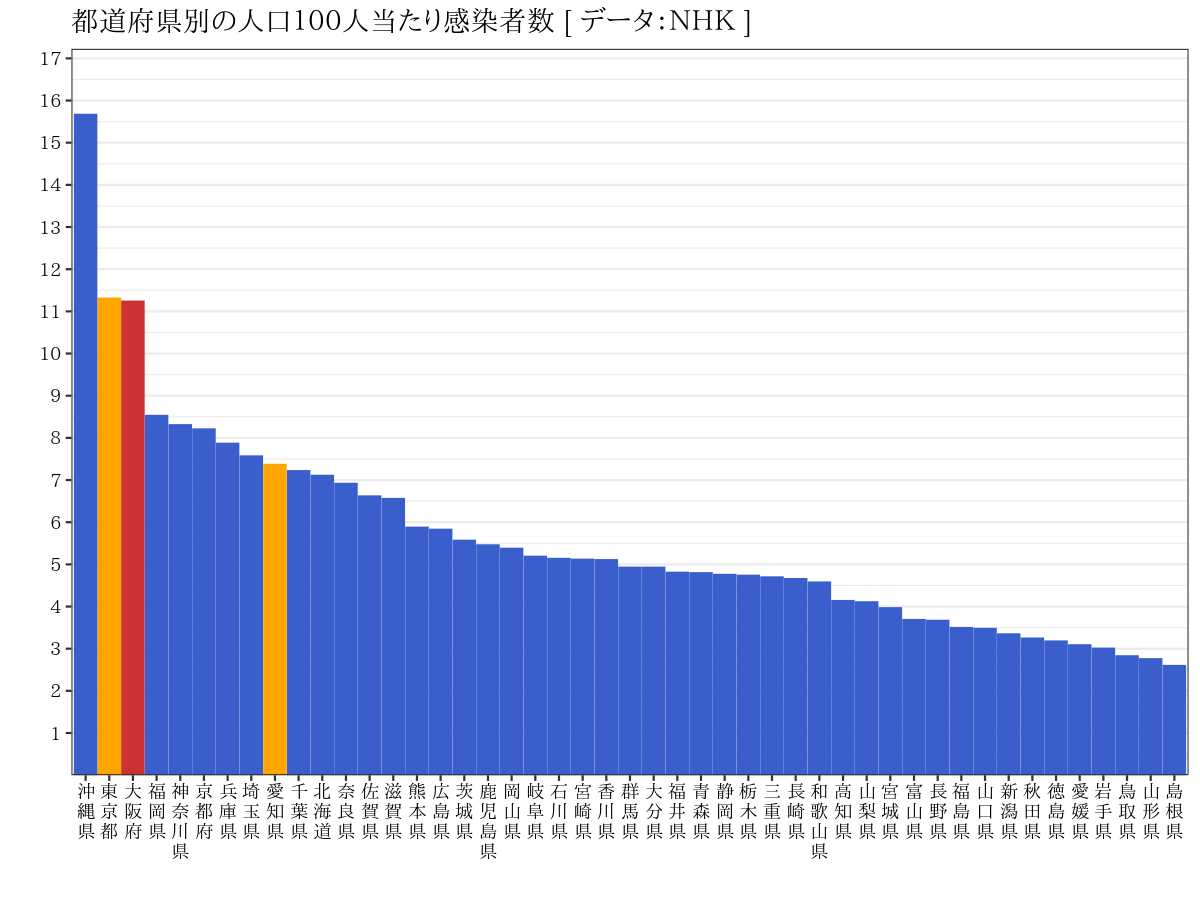 都道府県別の人口100人当たり感染者数 [ データ:NHK ]
17
16
15
14
13
12
11
10
9
8
7
6
5
4
3
2
1
沖縄県
東京都
大阪府
福岡県
神奈川県
京都府
兵庫県
埼玉県
愛知県
千葉県
北海道
奈良県
佐賀県
滋賀県
熊本県
広島県
茨城県
鹿児島県
岡山県
岐阜県
石川県
宮崎県
香川県
群馬県
大分県
福井県
青森県
静岡県
栃木県
三重県
長崎県
和歌山県
高知県
山梨県
宮城県
富山県
長野県
福島県
山口県
新潟県
秋田県
徳島県
愛媛県
岩手県
鳥取県
山形県
島根県